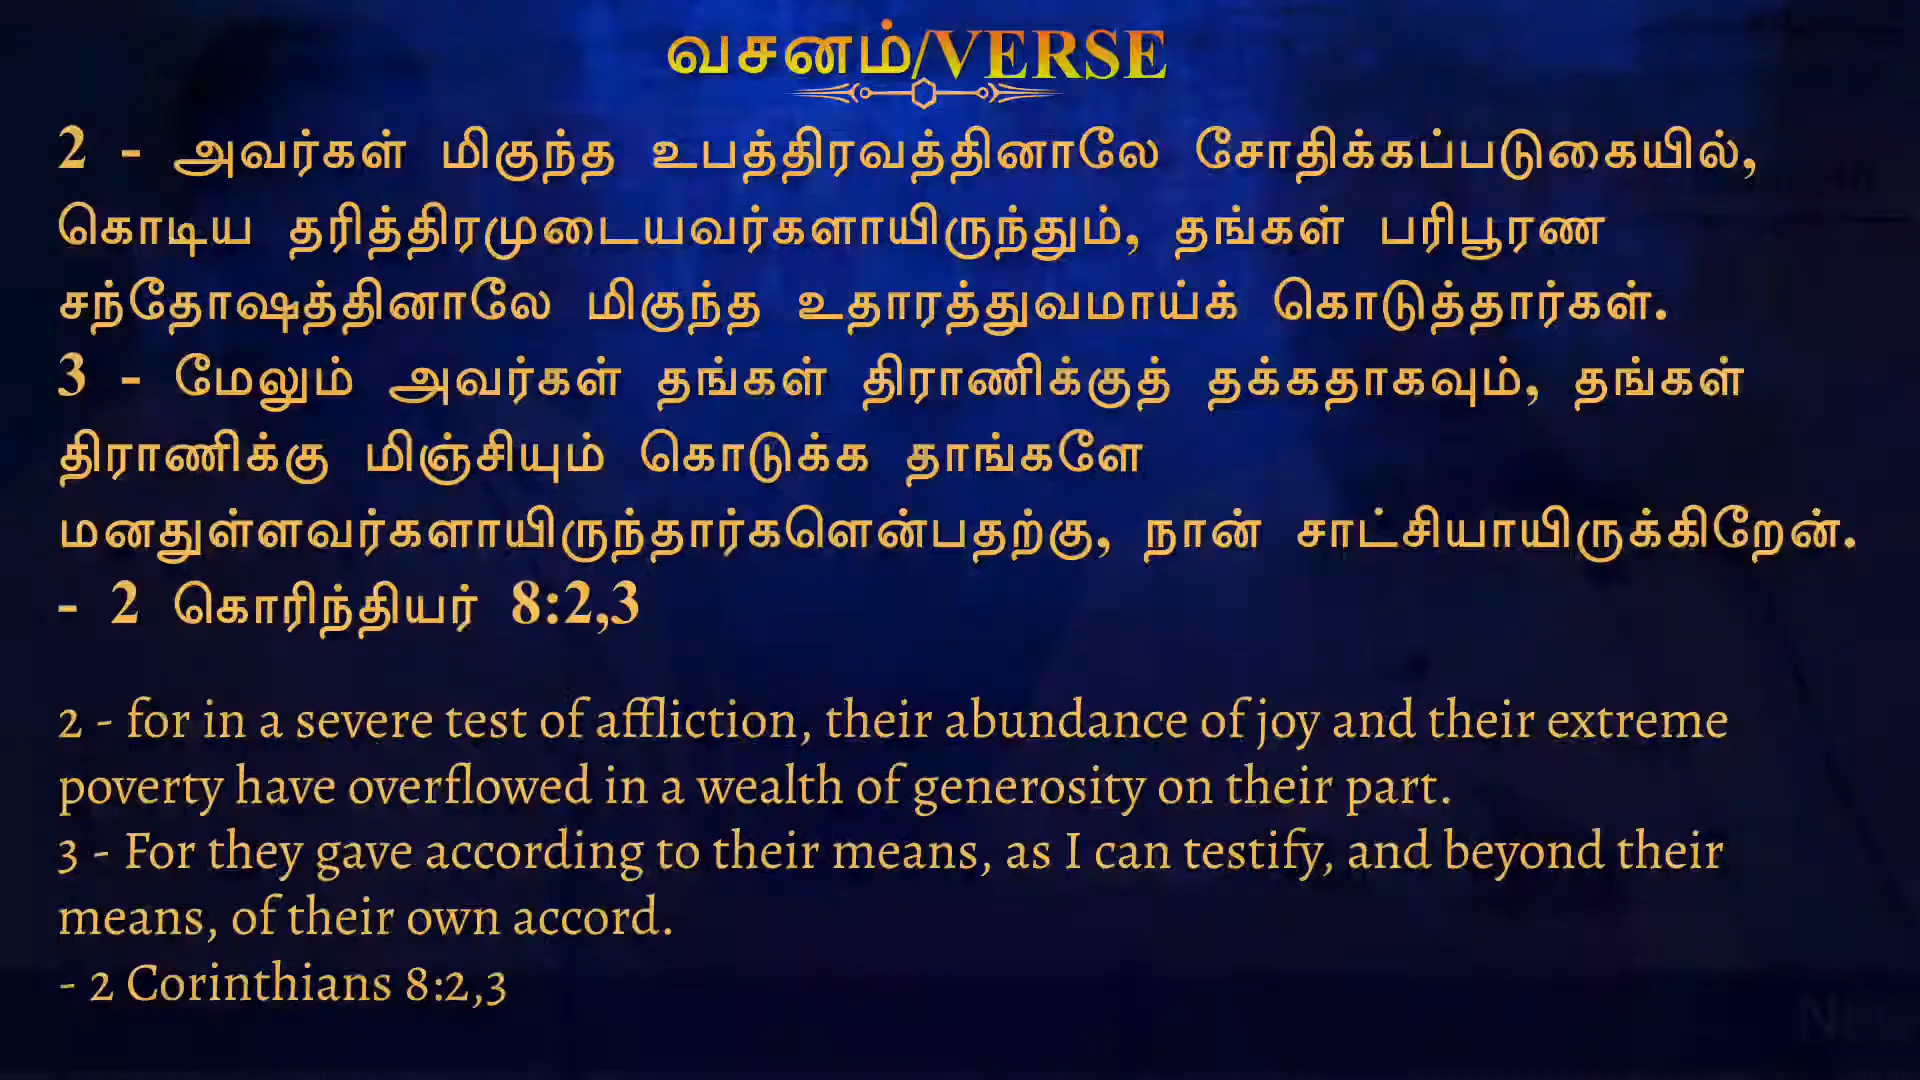 வசனம்/VERSE
2 - அவர்கள் மிகுந்த உபத்திரவத்தினாலே சோதிக்கப்படுகையில்,
கொடிய தரித்திரமுடையவர்களாயிருந்தும், தங்கள் பரிபூரண
சந்தோஷத்தினாலே மிகுந்த உதாரத்துவமாய்க் கொடுத்தார்கள்.
3 - மேலும் அவர்கள் தங்கள் திராணிக்குத் தக்கதாகவும், தங்கள்
திராணிக்கு மிஞ்சியும் கொடுக்க தாங்களே
மனதுள்ளவர்களாயிருந்தார்களென்பதற்கு, நான் சாட்சியாயிருக்கிறேன்.
- 2 கொரிந்தியர் 8:2,3
2 - for in a severe test of affliction, their abundance of joy and their extreme
poverty have overflowed in a wealth of generosity on their part.
3 - For they gave according to their means, as I can testify, and beyond their
means, of their own accord.
- 2 Corinthians 8:2,3